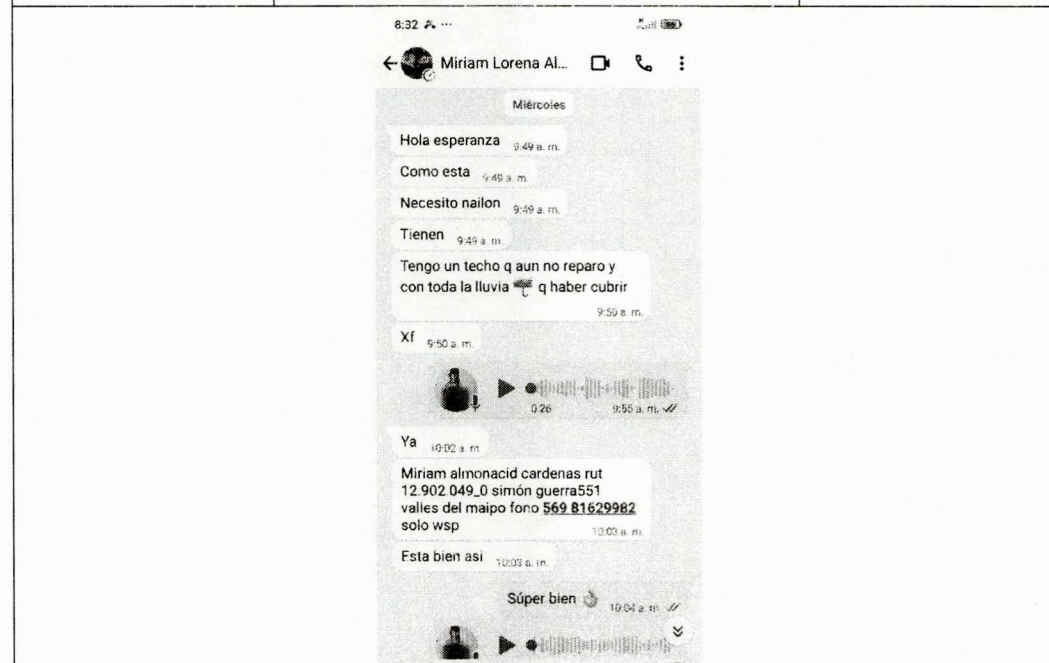 8:32
Miriam Lorena Al...
Miércoles
Hola esperanza 9:49 a. m.
Como esta 9:49 a. m.
Necesito nailon 9:49 a. m.
Tienen 9:49 a. m.
Tengo un techo q aun no reparo y
con toda la lluvia ☔ q haber cubrir
9:50 a. m.
Xf 9:50 a. m.
0:26 9:55 a. m.
Ya 10:02 a. m.
Miriam almonacid cardenas rut
12.902.049_0 simón guerra551
valles del maipo fono 569 81629982
solo wsp 10:03 a. m.
Esta bien asi 10:03 a. m.
Súper bien 👌 10:04 a. m.